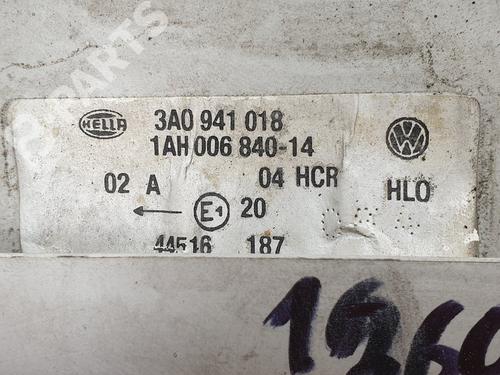 B PARTS
HELLA 3A0 941 018
1AH 006 840-14
02 A 04 HCR HLO
E1 20
44516 187